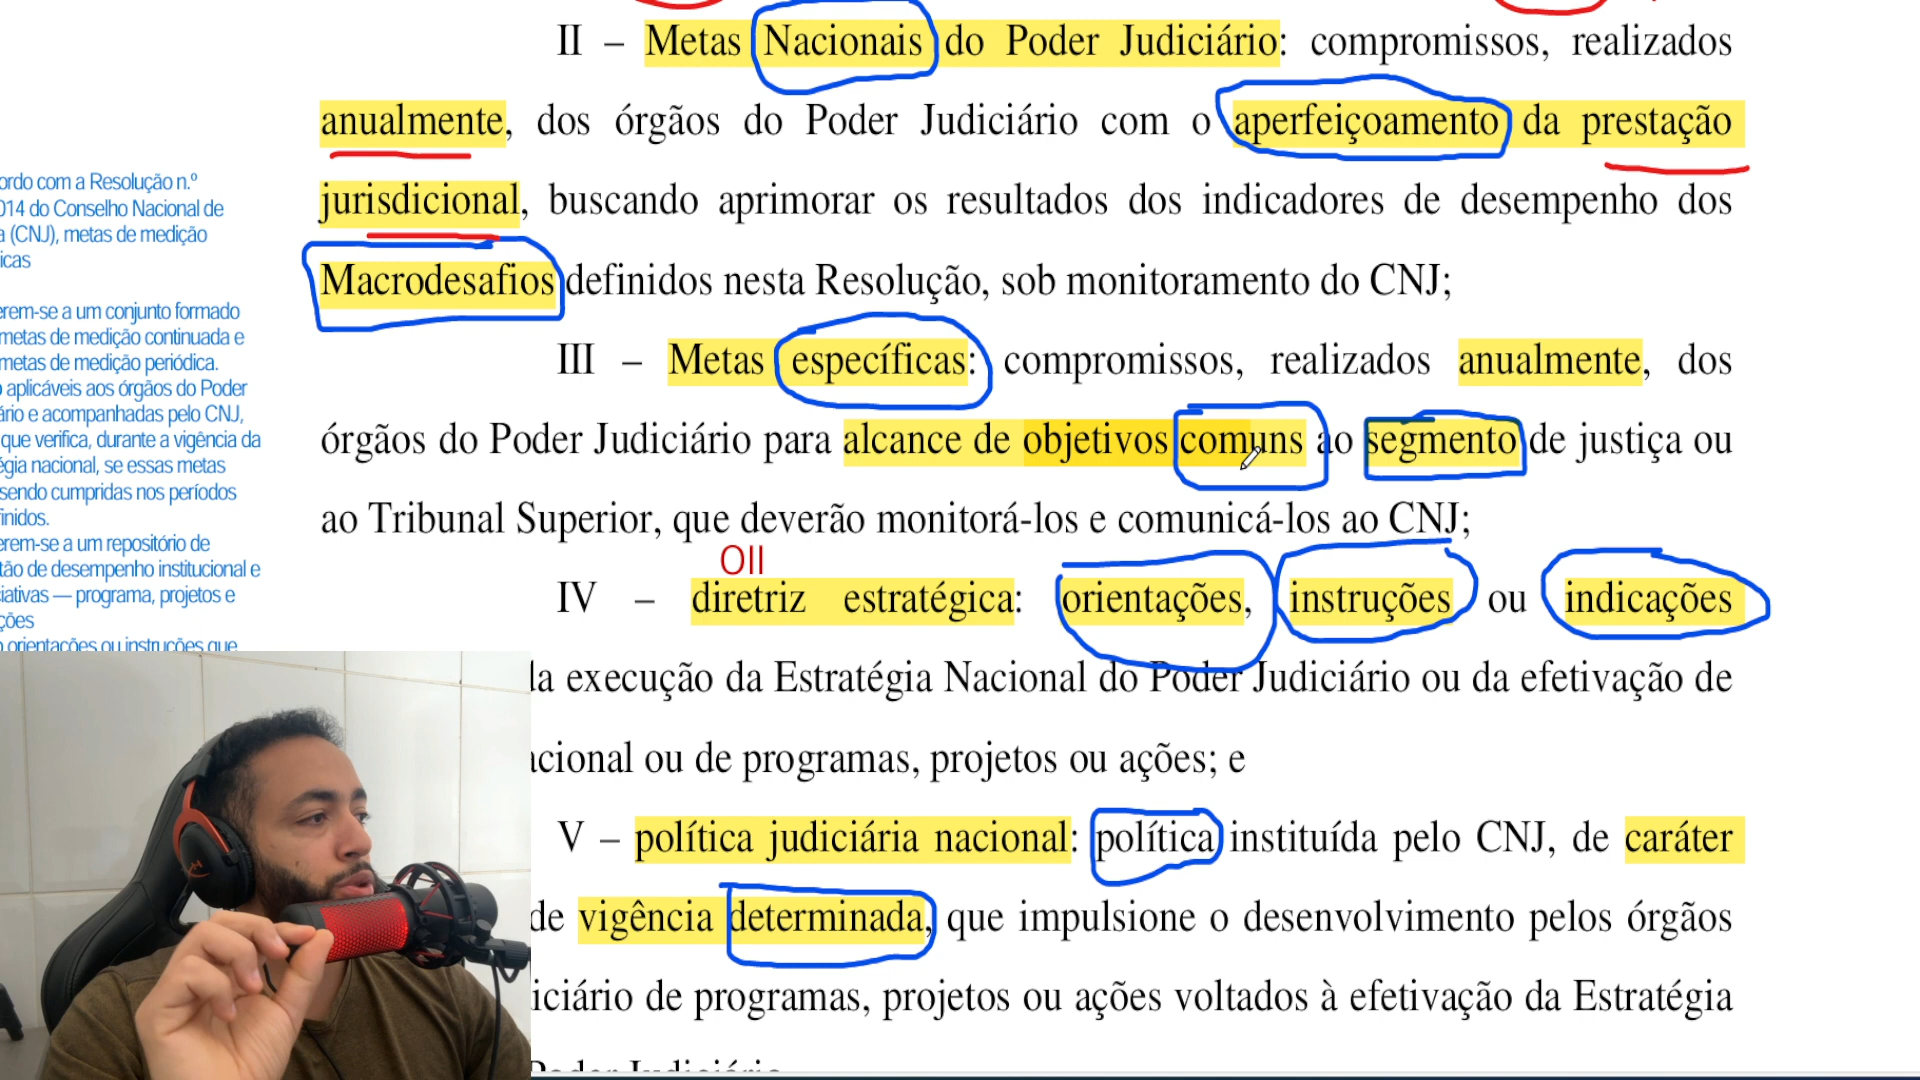 II – Metas Nacionais do Poder Judiciário: compromissos, realizados
anualmente, dos órgãos do Poder Judiciário com o aperfeiçoamento da prestação
jurisdicional, buscando aprimorar os resultados dos indicadores de desempenho dos
Macrodesafios definidos nesta Resolução, sob monitoramento do CNJ;
III – Metas específicas: compromissos, realizados anualmente, dos
órgãos do Poder Judiciário para alcance de objetivos comuns ao segmento de justiça ou
ao Tribunal Superior, que deverão monitorá-los e comunicá-los ao CNJ;
OII
IV – diretriz estratégica: orientações, instruções ou indicações
la execução da Estratégia Nacional do Poder Judiciário ou da efetivação de
acional ou de programas, projetos ou ações; e
V – política judiciária nacional: política instituída pelo CNJ, de caráter
de vigência determinada, que impulsione o desenvolvimento pelos órgãos
iciário de programas, projetos ou ações voltados à efetivação da Estratégia
Poder Judiciário
ordo com a Resolução n.º
014 do Conselho Nacional de
a (CNJ), metas de medição
icas
erem-se a um conjunto formado
metas de medição continuada e
metas de medição periódica.
o aplicáveis aos órgãos do Poder
ário e acompanhadas pelo CNJ,
que verifica, durante a vigência da
égia nacional, se essas metas
sendo cumpridas nos períodos
finidos.
erem-se a um repositório de
tão de desempenho institucional e
ciativas — programa, projetos e
ções
o orientações ou instruções que